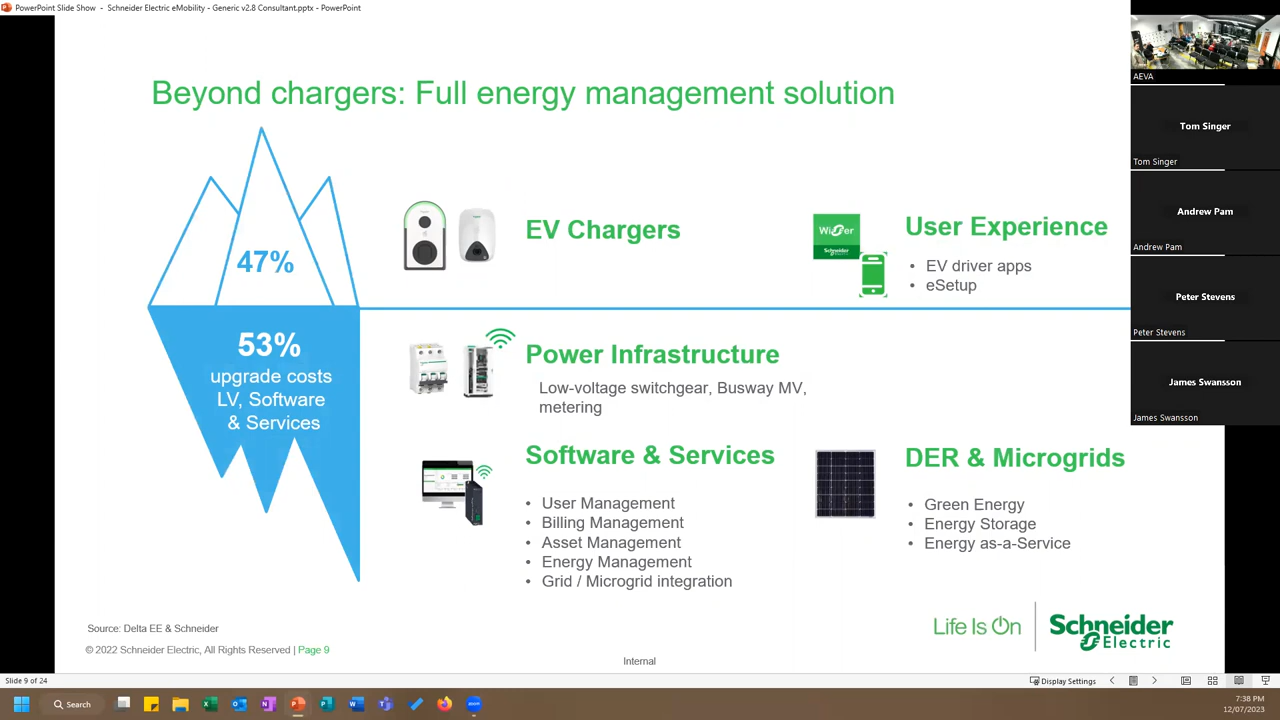 PowerPoint Slide Show - Schneider Electric eMobility - Generic v2.8 Consultant.pptx - PowerPoint
Beyond chargers: Full energy management solution
47%
53%
upgrade costs
LV, Software
& Services
EV Chargers
Wiser
Schneider
User Experience
• EV driver apps
• eSetup
Power Infrastructure
Low-voltage switchgear, Busway MV,
metering
Software & Services
• User Management
• Billing Management
• Asset Management
• Energy Management
• Grid / Microgrid integration
DER & Microgrids
• Green Energy
• Energy Storage
• Energy as-a-Service
Source: Delta EE & Schneider
© 2022 Schneider Electric, All Rights Reserved | Page 9
Internal
Life Is On
Schneider
Electric
AEVA
Tom Singer
Tom Singer
Andrew Pam
Andrew Pam
Peter Stevens
Peter Stevens
James Swansson
James Swansson
Slide 9 of 24
Display Settings
Search
7:38 PM
12/07/2023